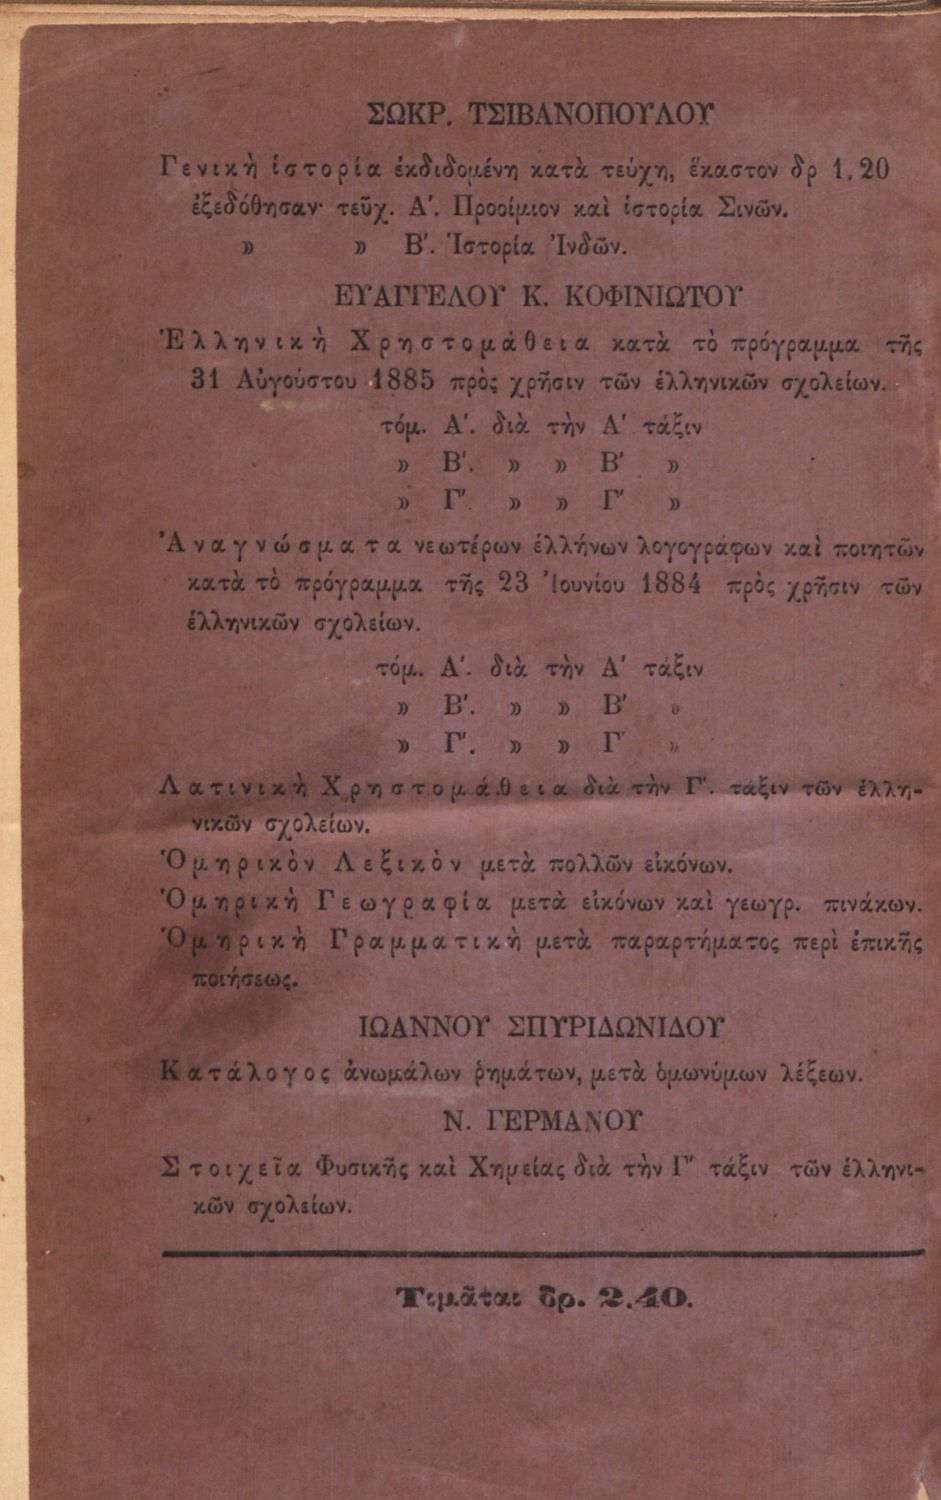 ΣΩΚΡ. ΤΣΙΒΑΝΟΠΟΥΛΟΥ
Γενικὴ ἱστορία ἐκδιδομένη κατὰ τεύχη, ἕκαστον δρ 1.20
ἐξεδόθησαν· τεῦχ. Α'. Προοίμιον καὶ ἱστορία Σινῶν.
» » Β'. Ἱστορία Ἰνδῶν.
ΕΥΑΓΓΕΛΟΥ Κ. ΚΟΦΙΝΙΩΤΟΥ
Ἑλληνικὴ Χρηστομάθεια κατὰ τὸ πρόγραμμα τῆς
31 Αὐγούστου 1885 πρὸς χρῆσιν τῶν ἑλληνικῶν σχολείων.
τόμ. Α'. διὰ τὴν Α' τάξιν
» Β'. » » Β' »
» Γ'. » » Γ' »
Ἀναγνώσματα νεωτέρων ἑλλήνων λογογράφων καὶ ποιητῶν
κατὰ τὸ πρόγραμμα τῆς 23 Ἰουνίου 1884 πρὸς χρῆσιν τῶν
ἑλληνικῶν σχολείων.
τόμ. Α'. διὰ τὴν Α' τάξιν
» Β'. » » Β' »
» Γ'. » » Γ' »
Λατινικὴ Χρηστομάθεια διὰ τὴν Γ'. τάξιν τῶν ἑλλη-
νικῶν σχολείων.
Ὁμηρικὸν Λεξικὸν μετὰ πολλῶν εἰκόνων.
Ὁμηρικὴ Γεωγραφία μετὰ εἰκόνων καὶ γεωγρ. πινάκων.
Ὁμηρικὴ Γραμματικὴ μετὰ παραρτήματος περὶ ἐπικῆς
ποιήσεως.
ΙΩΑΝΝΟΥ ΣΠΥΡΙΔΩΝΙΔΟΥ
Κατάλογος ἀνωμάλων ῥημάτων, μετὰ ὁμωνύμων λέξεων.
Ν. ΓΕΡΜΑΝΟΥ
Στοιχεῖα Φυσικῆς καὶ Χημείας διὰ τὴν Γ' τάξιν τῶν ἑλληνι-
κῶν σχολείων.
Τιμᾶται δρ. 2.40.